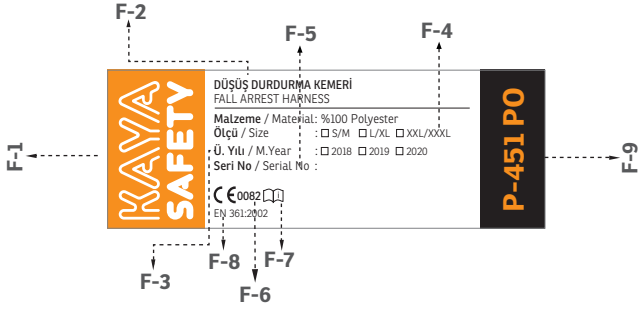 F-2
F-5
F-4
F-1
KAYA
SAFETY
DÜŞÜŞ DURDURMA KEMERİ
FALL ARREST HARNESS
Malzeme / Material: %100 Polyester
Ölçü / Size : S/M L/XL XXL/XXXL
Ü. Yılı / M.Year : 2018 2019 2020
Seri No / Serial No :
CE0082 i
EN 361:2002
P-451 PO
F-9
F-3
F-8
F-6
F-7